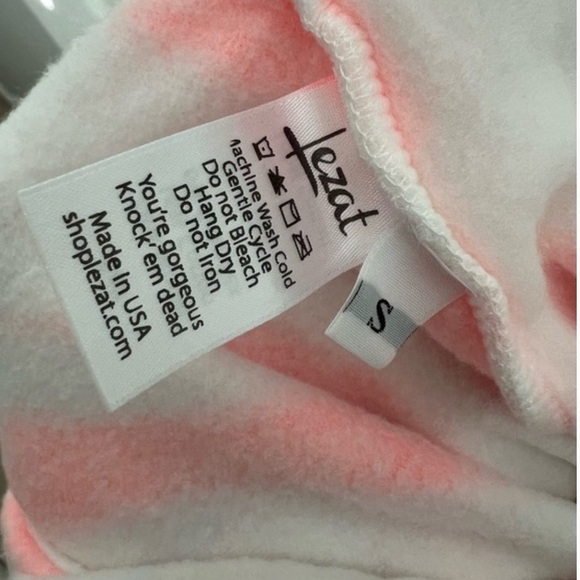 Lezat
Machine Wash Cold
Gentle Cycle
Do not Bleach
Hang Dry
Do not Iron
You're gorgeous
Knock 'em dead
Made In USA
shoplezat.com
S